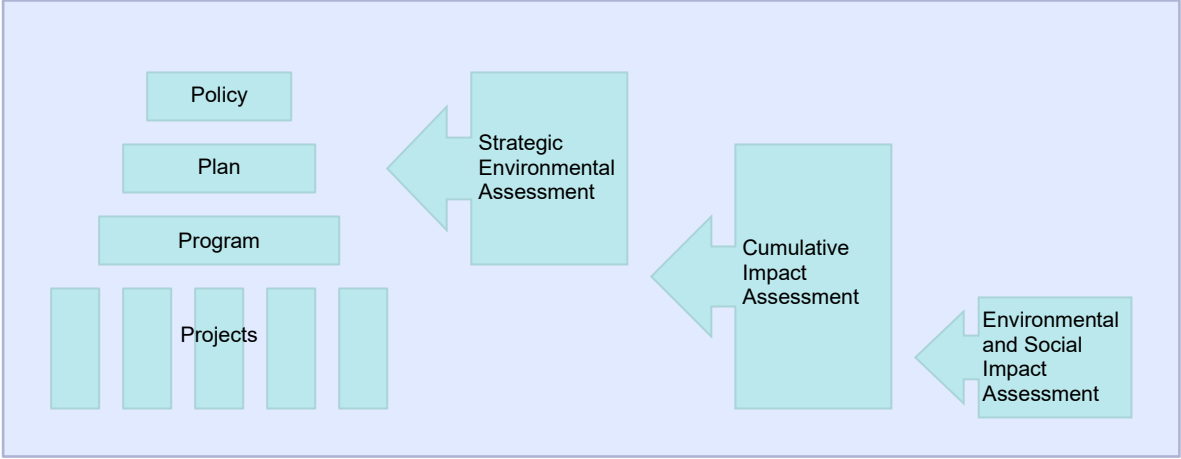 Policy
Plan
Program
Projects
Strategic
Environmental
Assessment
Cumulative
Impact
Assessment
Environmental
and Social
Impact
Assessment